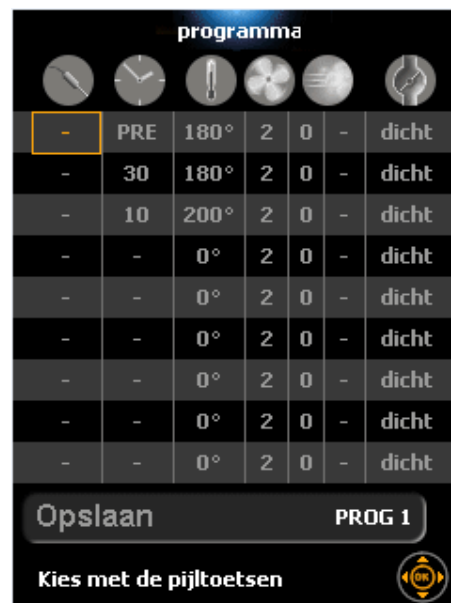 programma
- PRE 180° 2 0 - dicht
- 30 180° 2 0 - dicht
- 10 200° 2 0 - dicht
- - 0° 2 0 - dicht
- - 0° 2 0 - dicht
- - 0° 2 0 - dicht
- - 0° 2 0 - dicht
- - 0° 2 0 - dicht
- - 0° 2 0 - dicht
Opslaan PROG 1
Kies met de pijltoetsen OK